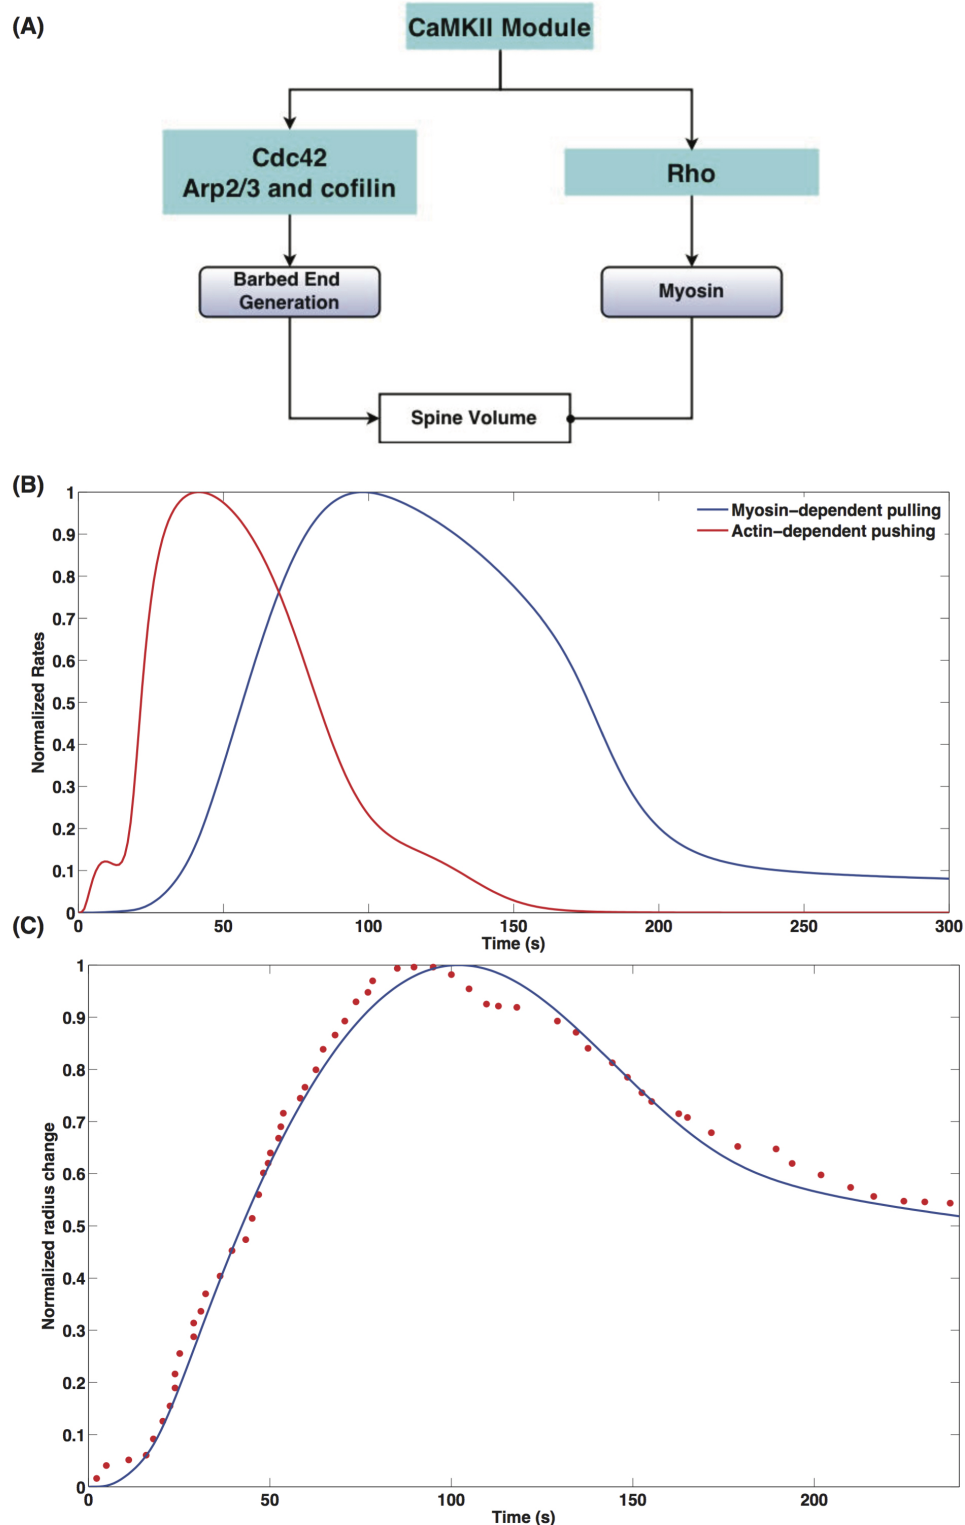 (A)
CaMKII Module
Cdc42
Arp2/3 and cofilin
Rho
Barbed End
Generation
Myosin
Spine Volume
(B)
Myosin–dependent pulling
Actin–dependent pushing
Normalized Rates
1
0.9
0.8
0.7
0.6
0.5
0.4
0.3
0.2
0.1
0
0 50 100 150 200 250 300
Time (s)
(C)
Normalized radius change
1
0.9
0.8
0.7
0.6
0.5
0.4
0.3
0.2
0.1
0
0 50 100 150 200
Time (s)